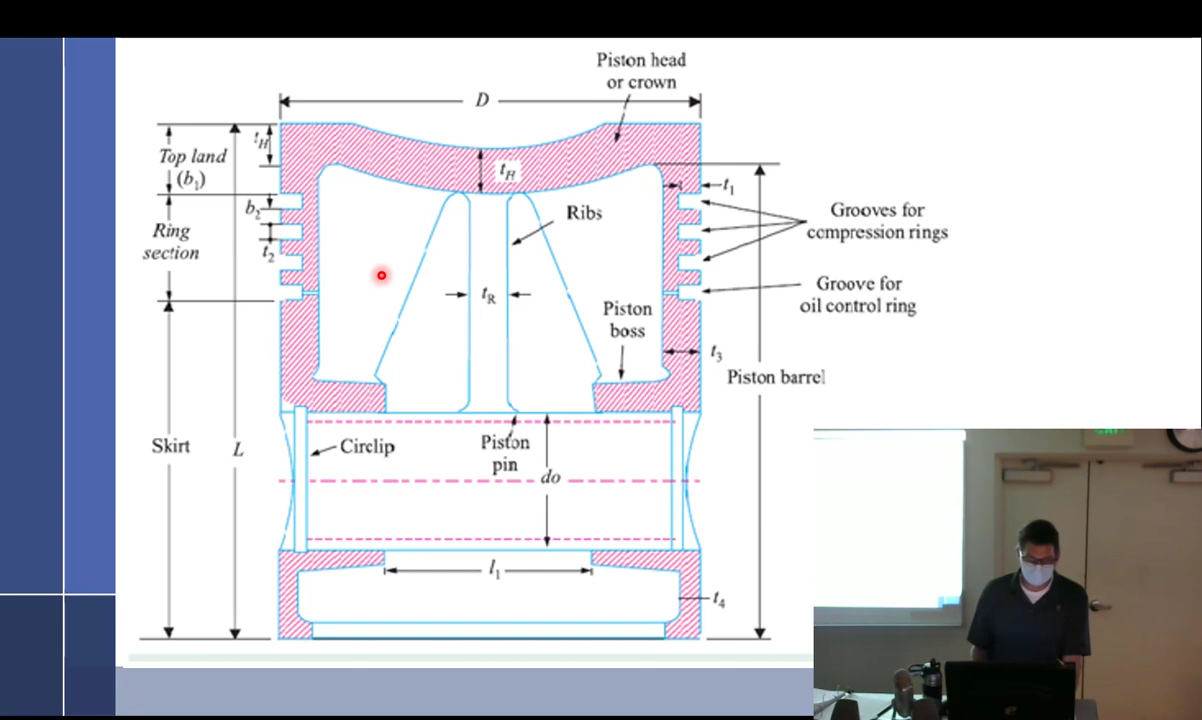 Piston head
or crown
D
tH
tH
Top land
(b1)
t1
b2
Ribs
Grooves for
compression rings
Ring
section
t2
Groove for
oil control ring
tR
Piston
boss
t3
Piston barrel
Skirt
L
Circlip
Piston
pin
do
l1
t4